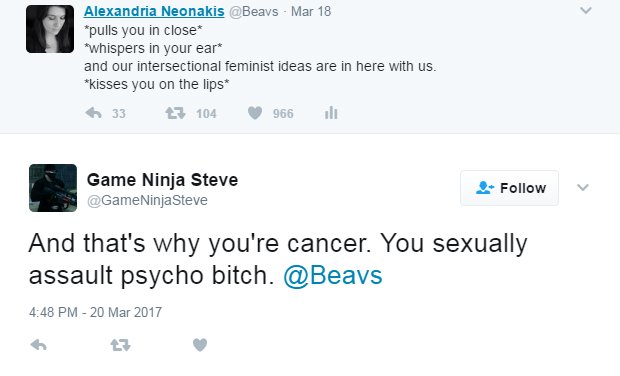 Alexandria Neonakis @Beavs · Mar 18
*pulls you in close*
*whispers in your ear*
and our intersectional feminist ideas are in here with us.
*kisses you on the lips*
33 104 966
Game Ninja Steve
@GameNinjaSteve
Follow
And that's why you're cancer. You sexually
assault psycho bitch. @Beavs
4:48 PM - 20 Mar 2017